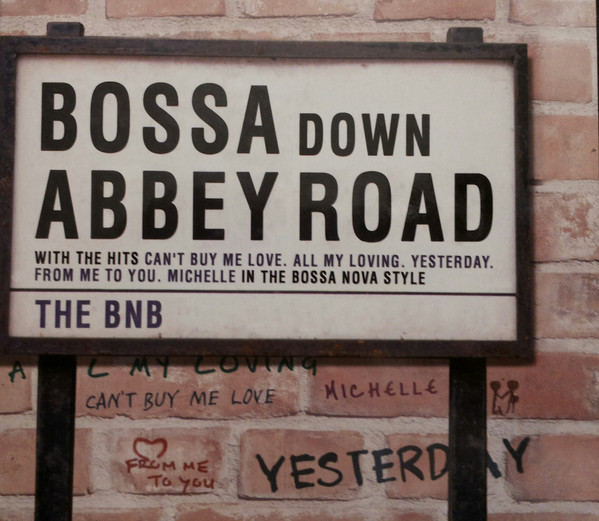 BOSSA DOWN
ABBEY ROAD
WITH THE HITS CAN'T BUY ME LOVE. ALL MY LOVING. YESTERDAY.
FROM ME TO YOU. MICHELLE IN THE BOSSA NOVA STYLE
THE BNB
A L MY LOVING
CAN'T BUY ME LOVE
MICHELLE
FROM ME
TO YOU
YESTERDAY